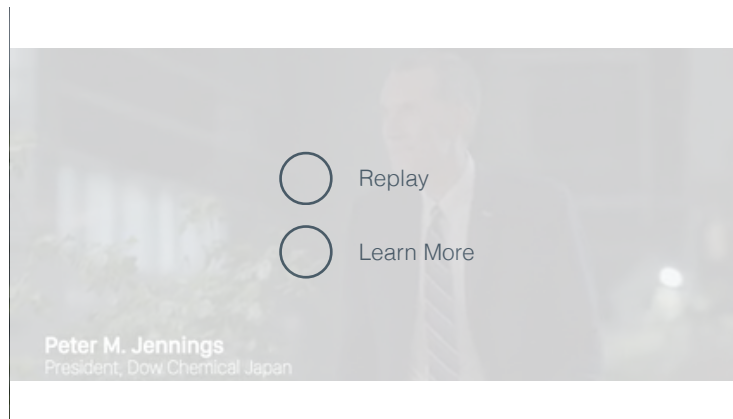 Replay
Learn More
Peter M. Jennings
President, Dow Chemical Japan